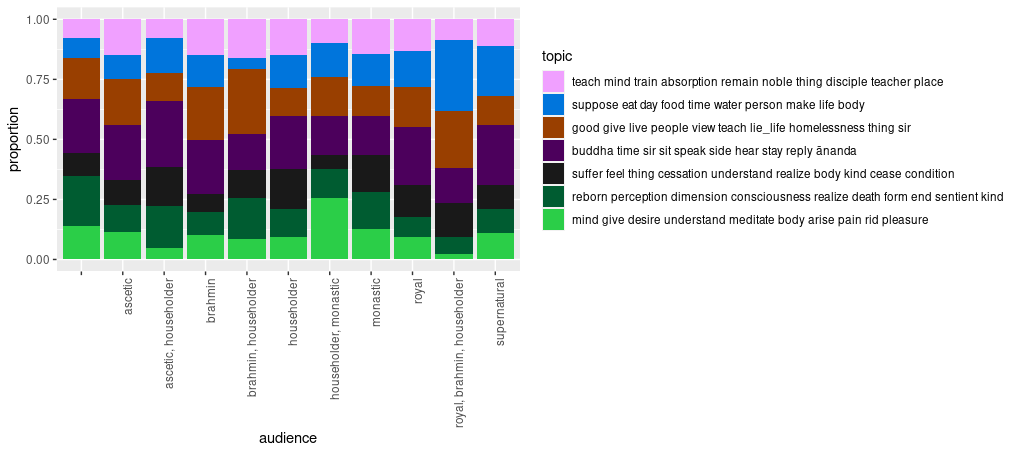 1.00
0.75
0.50
0.25
0.00
proportion
ascetic
ascetic, householder
brahmin
brahmin, householder
householder
householder, monastic
monastic
royal
royal, brahmin, householder
supernatural
audience
topic
teach mind train absorption remain noble thing disciple teacher place
suppose eat day food time water person make life body
good give live people view teach lie_life homelessness thing sir
buddha time sir sit speak side hear stay reply ānanda
suffer feel thing cessation understand realize body kind cease condition
reborn perception dimension consciousness realize death form end sentient kind
mind give desire understand meditate body arise pain rid pleasure